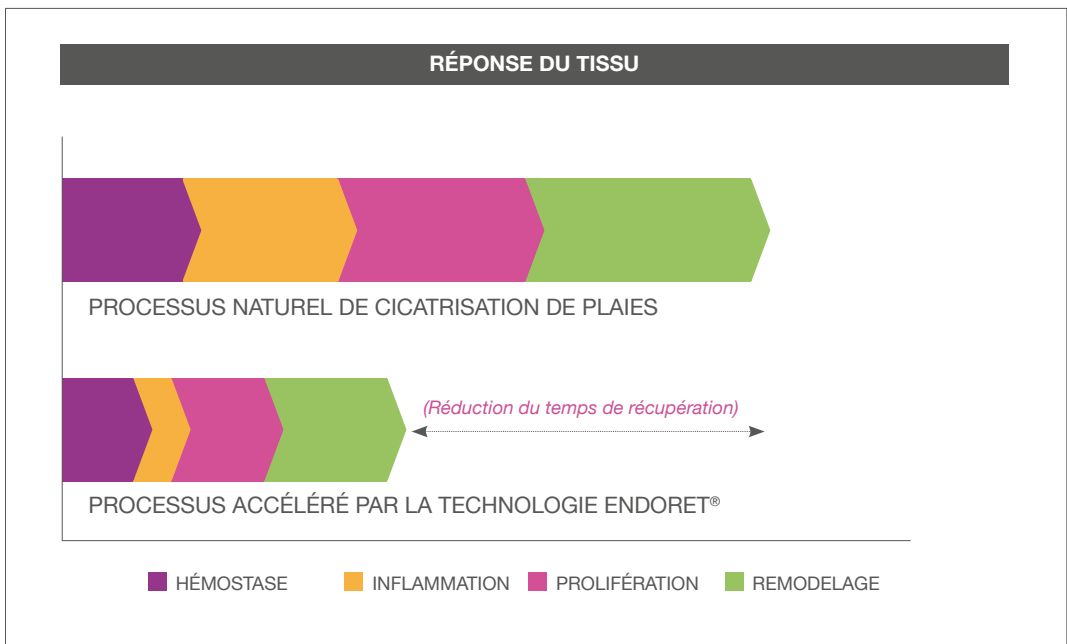 RÉPONSE DU TISSU
PROCESSUS NATUREL DE CICATRISATION DE PLAIES
(Réduction du temps de récupération)
PROCESSUS ACCÉLÉRÉ PAR LA TECHNOLOGIE ENDORET®
HÉMOSTASE INFLAMMATION PROLIFÉRATION REMODELAGE